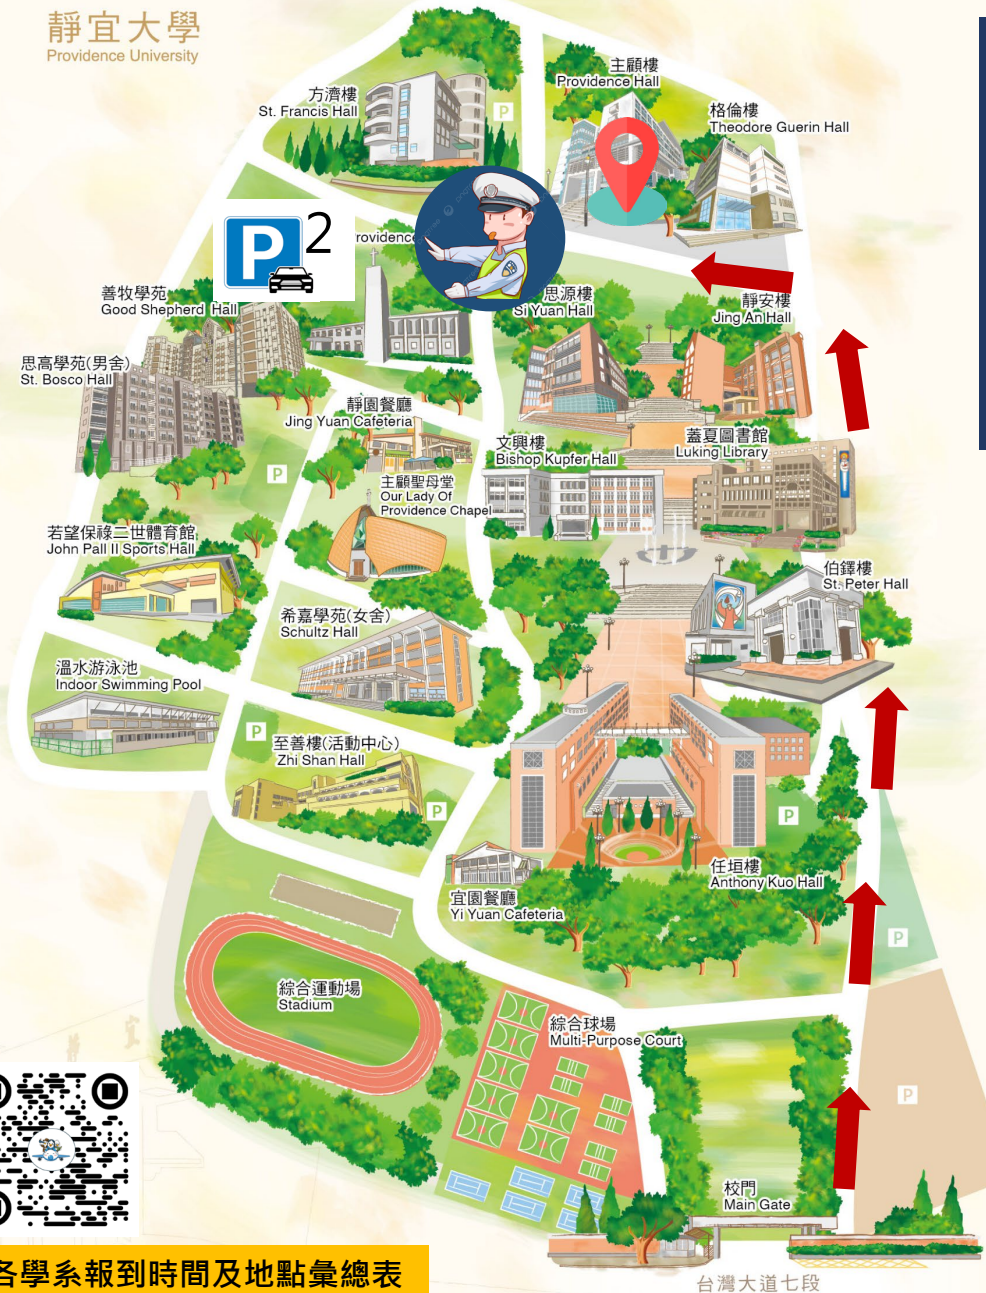 靜宜大學
Providence University
主顧樓
Providence Hall
方濟樓
St. Francis Hall
P
格倫樓
Theodore Guerin Hall
P 2
善牧學苑
Good Shepherd Hall
思源樓
Si Yuan Hall
靜安樓
Jing An Hall
思高學苑(男舍)
St. Bosco Hall
靜園餐廳
Jing Yuan Cafeteria
文興樓
Bishop Kupfer Hall
蓋夏圖書館
Luking Library
P
主顧聖母堂
Our Lady Of
Providence Chapel
若望保祿二世體育館
John Pall II Sports Hall
伯鐸樓
St. Peter Hall
希嘉學苑(女舍)
Schultz Hall
溫水游泳池
Indoor Swimming Pool
P
至善樓(活動中心)
Zhi Shan Hall
P
P
任垣樓
Anthony Kuo Hall
宜園餐廳
Yi Yuan Cafeteria
P
綜合運動場
Stadium
綜合球場
Multi-Purpose Court
P
校門
Main Gate
各學系報到時間及地點彙總表
台灣大道七段